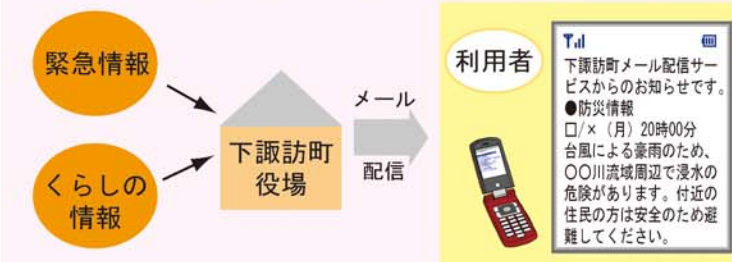 緊急情報
くらしの
情報
下諏訪町
役場
メール
配信
利用者
下諏訪町メール配信サー
ビスからのお知らせです。
●防災情報
□/×（月）20時00分
台風による豪雨のため、
〇〇川流域周辺で浸水の
危険があります。付近の
住民の方は安全のため避
難してください。